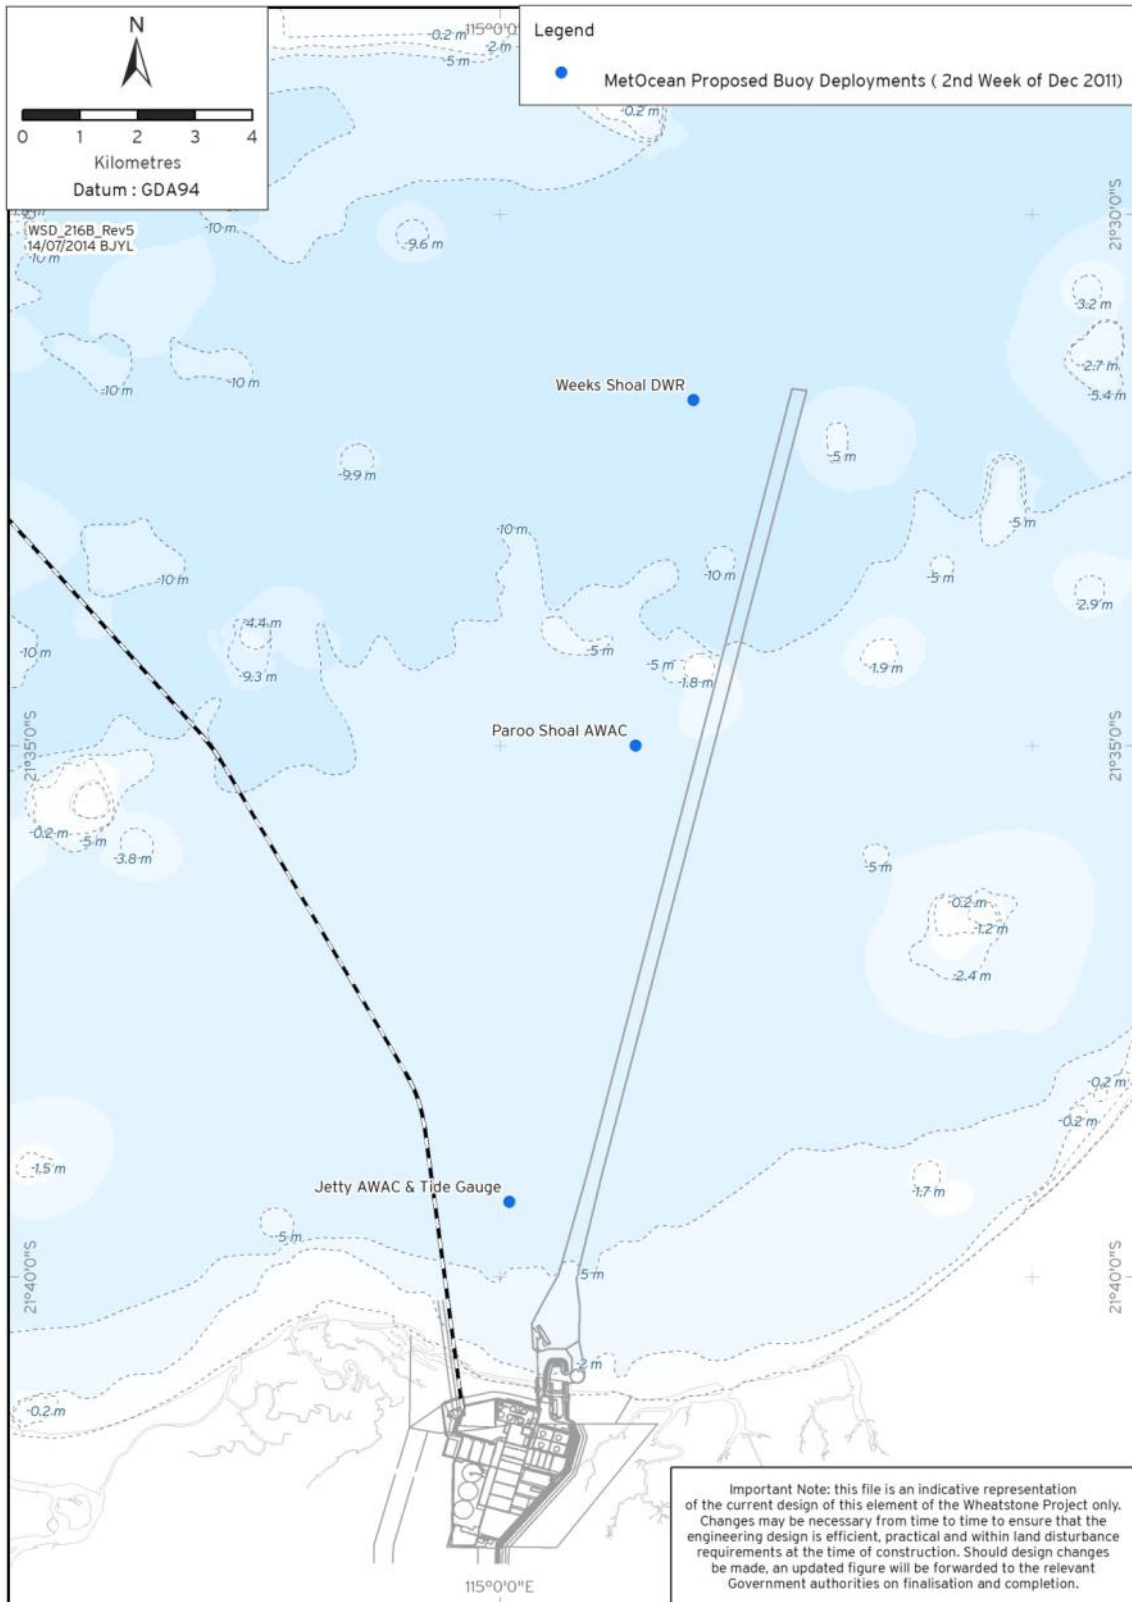 N
0 1 2 3 4
Kilometres
Datum : GDA94
WSD_216B_Rev5
14/07/2014 BJYL
Legend
MetOcean Proposed Buoy Deployments ( 2nd Week of Dec 2011)
-0.2 m
-2 m
-5 m
-0.2 m
-10 m
-10 m
-9.6 m
21°30'0"S
-3.2 m
-2.7 m
-5.4 m
-10 m
-10 m
Weeks Shoal DWR
-9.9 m
-5 m
-5 m
-10 m
-10 m
-10 m
-5 m
-2.9 m
-4.4 m
-10 m
-9.3 m
-5 m
-5 m
-1.8 m
-1.9 m
Paroo Shoal AWAC
21°35'0"S
21°35'0"S
-0.2 m
-5 m
-3.8 m
-5 m
-0.2 m
-1.2 m
-2.4 m
-0.2 m
-0.2 m
-1.5 m
Jetty AWAC & Tide Gauge
-1.7 m
5 m
21°40'0"S
5 m
21°40'0"S
-2 m
-0.2 m
115°0'0"E
Important Note: this file is an indicative representation
of the current design of this element of the Wheatstone Project only.
Changes may be necessary from time to time to ensure that the
engineering design is efficient, practical and within land disturbance
requirements at the time of construction. Should design changes
be made, an updated figure will be forwarded to the relevant
Government authorities on finalisation and completion.